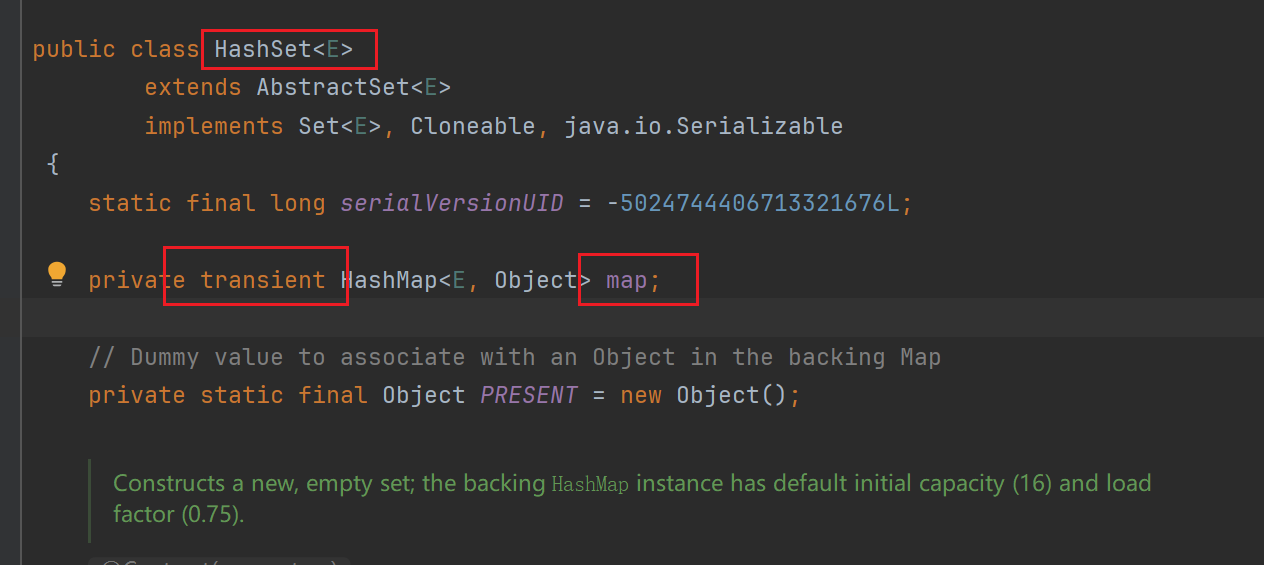 public class HashSet<E>
extends AbstractSet<E>
implements Set<E>, Cloneable, java.io.Serializable
{
static final long serialVersionUID = -5024744406713321676L;
private transient HashMap<E, Object> map;
// Dummy value to associate with an Object in the backing Map
private static final Object PRESENT = new Object();
Constructs a new, empty set; the backing HashMap instance has default initial capacity (16) and load
factor (0.75).